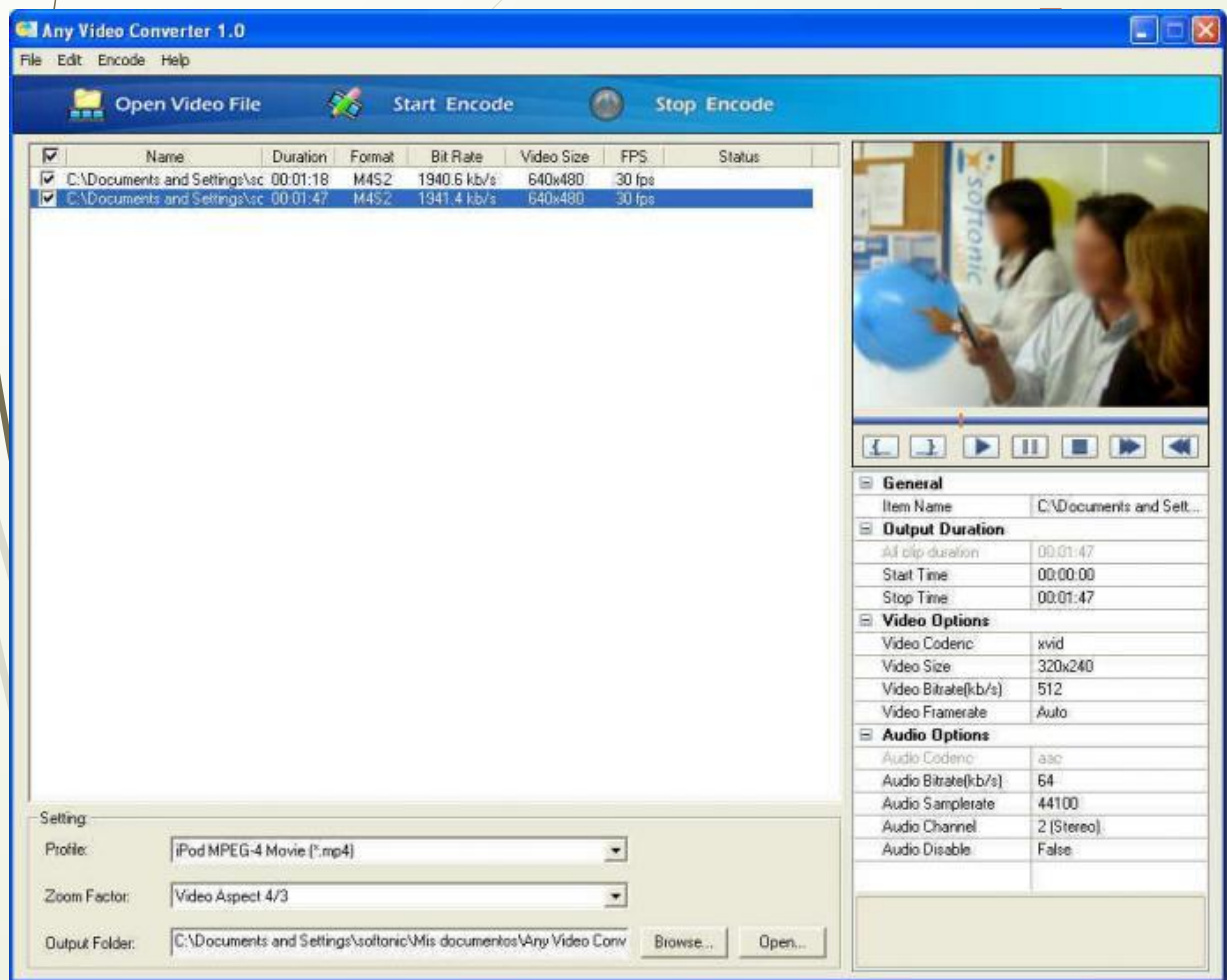 Any Video Converter 1.0
File Edit Encode Help
Open Video File Start Encode Stop Encode
Name Duration Format Bit Rate Video Size FPS Status
C:\Documents and Settings\sc 00:01:18 M4S2 1940.6 kb/s 640x480 30 fps
C:\Documents and Settings\sc 00:01:47 M4S2 1941.4 kb/s 640x480 30 fps
softonic
General
Item Name C:\Documents and Sett...
Output Duration
All clip duration 00:01:47
Start Time 00:00:00
Stop Time 00:01:47
Video Options
Video Codenc xvid
Video Size 320x240
Video Bitrate(kb/s) 512
Video Framerate Auto
Audio Options
Audio Codenc aac
Audio Bitrate(kb/s) 64
Audio Samplerate 44100
Audio Channel 2 (Stereo)
Audio Disable False
Setting:
Profile: iPod MPEG-4 Movie (*.mp4)
Zoom Factor: Video Aspect 4/3
Output Folder: C:\Documents and Settings\softonic\Mis documentos\Any Video Conv Browse... Open...